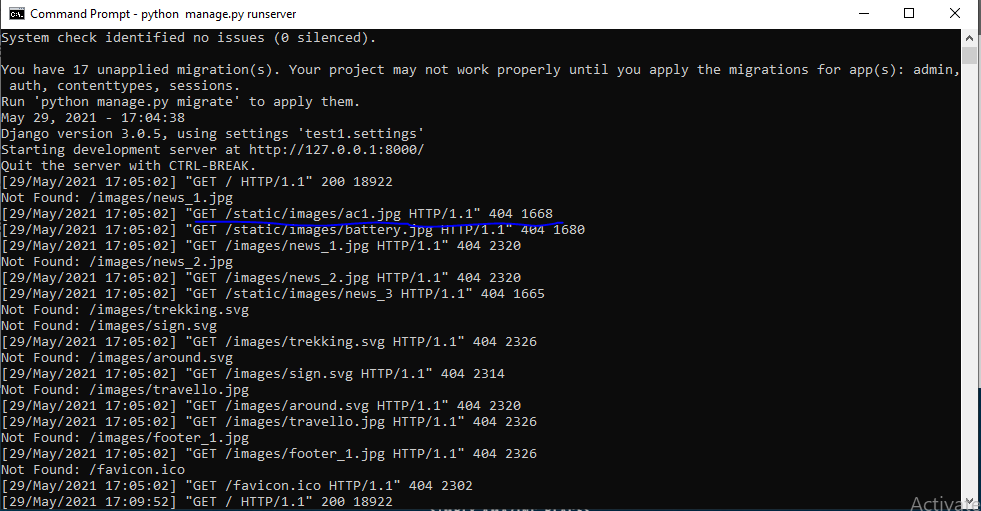 Command Prompt - python  manage.py runserver
System check identified no issues (0 silenced).
You have 17 unapplied migration(s). Your project may not work properly until you apply the migrations for app(s): admin,
 auth, contenttypes, sessions.
Run 'python manage.py migrate' to apply them.
May 29, 2021 - 17:04:38
Django version 3.0.5, using settings 'test1.settings'
Starting development server at http://127.0.0.1:8000/
Quit the server with CTRL-BREAK.
[29/May/2021 17:05:02] "GET / HTTP/1.1" 200 18922
Not Found: /images/news_1.jpg
[29/May/2021 17:05:02] "GET /static/images/ac1.jpg HTTP/1.1" 404 1668
[29/May/2021 17:05:02] "GET /static/images/battery.jpg HTTP/1.1" 404 1680
[29/May/2021 17:05:02] "GET /images/news_1.jpg HTTP/1.1" 404 2320
Not Found: /images/news_2.jpg
[29/May/2021 17:05:02] "GET /images/news_2.jpg HTTP/1.1" 404 2320
[29/May/2021 17:05:02] "GET /static/images/news_3 HTTP/1.1" 404 1665
Not Found: /images/trekking.svg
Not Found: /images/sign.svg
[29/May/2021 17:05:02] "GET /images/trekking.svg HTTP/1.1" 404 2326
Not Found: /images/around.svg
[29/May/2021 17:05:02] "GET /images/sign.svg HTTP/1.1" 404 2314
Not Found: /images/travello.jpg
[29/May/2021 17:05:02] "GET /images/around.svg HTTP/1.1" 404 2320
[29/May/2021 17:05:02] "GET /images/travello.jpg HTTP/1.1" 404 2326
Not Found: /images/footer_1.jpg
[29/May/2021 17:05:02] "GET /images/footer_1.jpg HTTP/1.1" 404 2326
Not Found: /favicon.ico
[29/May/2021 17:05:02] "GET /favicon.ico HTTP/1.1" 404 2302
[29/May/2021 17:09:52] "GET / HTTP/1.1" 200 18922
Activate